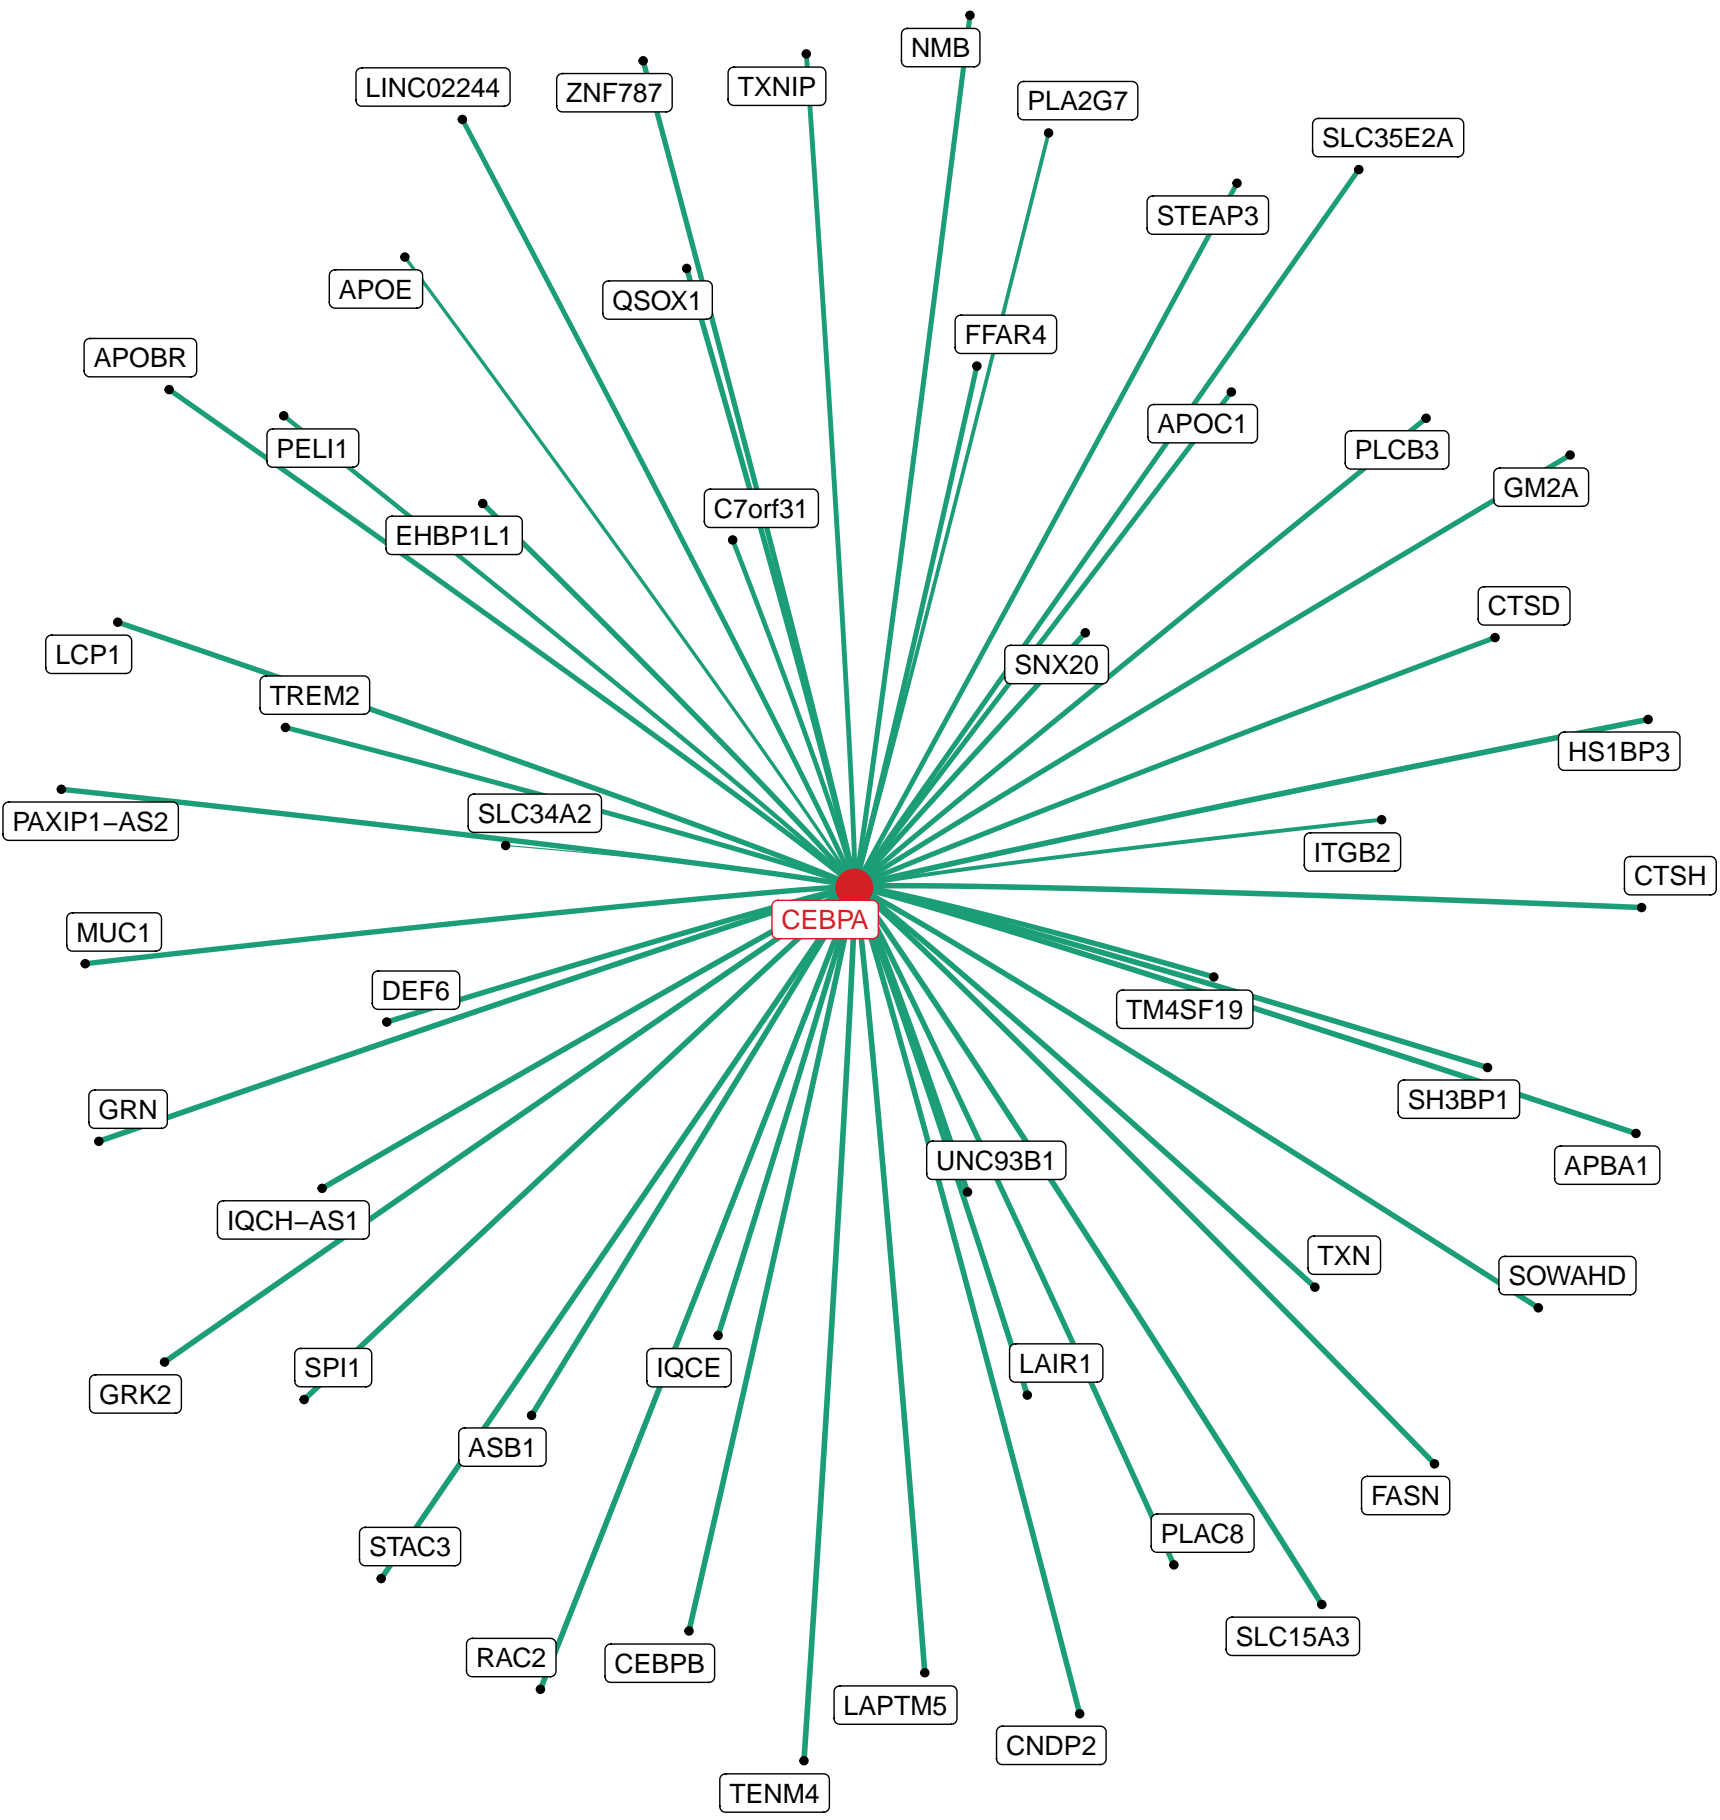 NMB
LINC02244
ZNF787
TXNIP
PLA2G7
SLC35E2A
STEAP3
APOE
QSOX1
FFAR4
APOBR
APOC1
PELI1
PLCB3
GM2A
C7orf31
EHBP1L1
CTSD
LCP1
SNX20
TREM2
HS1BP3
SLC34A2
PAXIP1−AS2
ITGB2
CTSH
CEBPA
MUC1
DEF6
TM4SF19
SH3BP1
GRN
UNC93B1
APBA1
IQCH−AS1
TXN
SOWAHD
LAIR1
SPI1
IQCE
GRK2
ASB1
FASN
PLAC8
STAC3
SLC15A3
RAC2
CEBPB
LAPTM5
CNDP2
TENM4